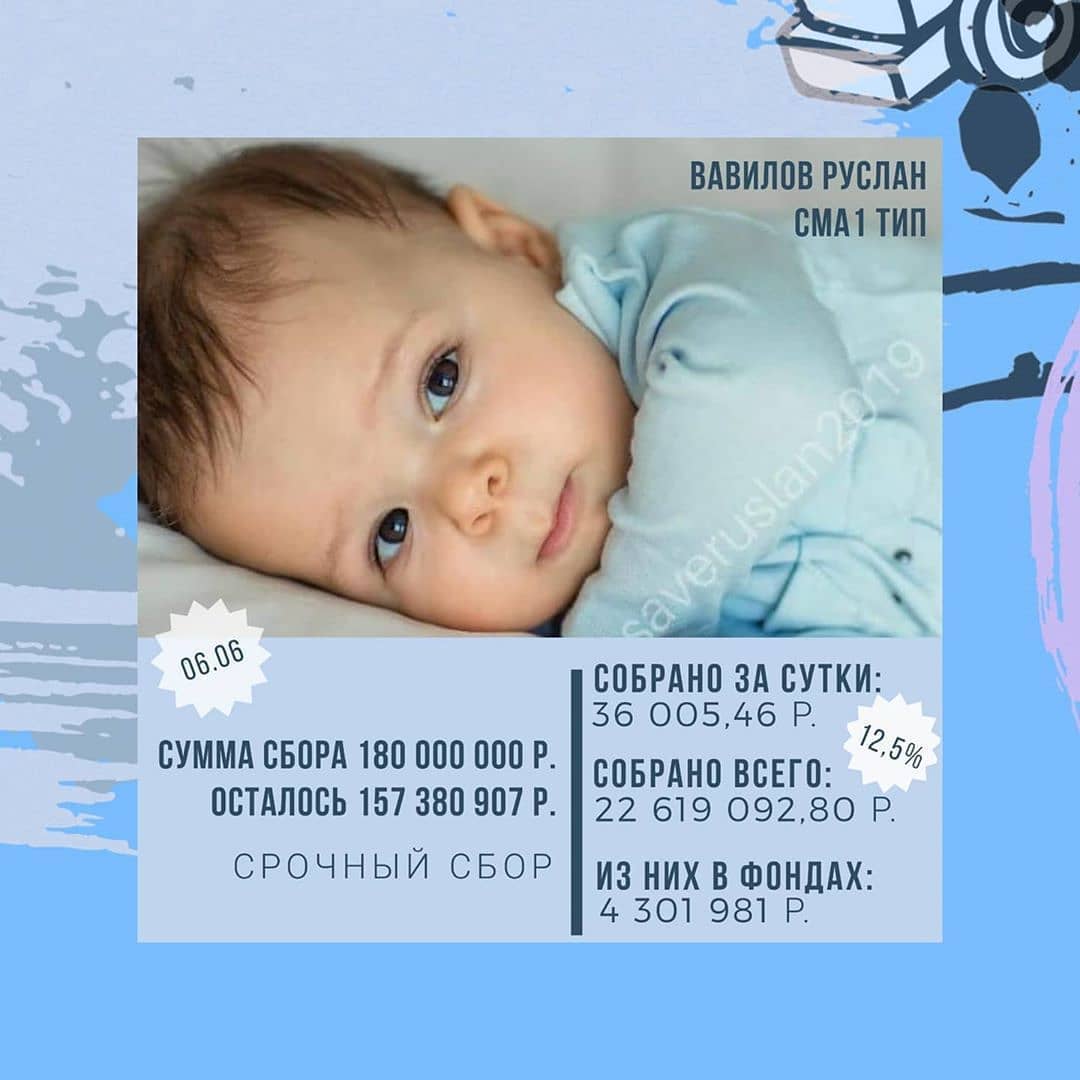 ВАВИЛОВ РУСЛАН
СМА1 ТИП
saveruslan2019
06.06
СУММА СБОРА 180 000 000 Р.
ОСТАЛОСЬ 157 380 907 Р.
СРОЧНЫЙ СБОР
СОБРАНО ЗА СУТКИ:
36 005,46 Р.
12,5%
СОБРАНО ВСЕГО:
22 619 092,80 Р.
ИЗ НИХ В ФОНДАХ:
4 301 981 Р.